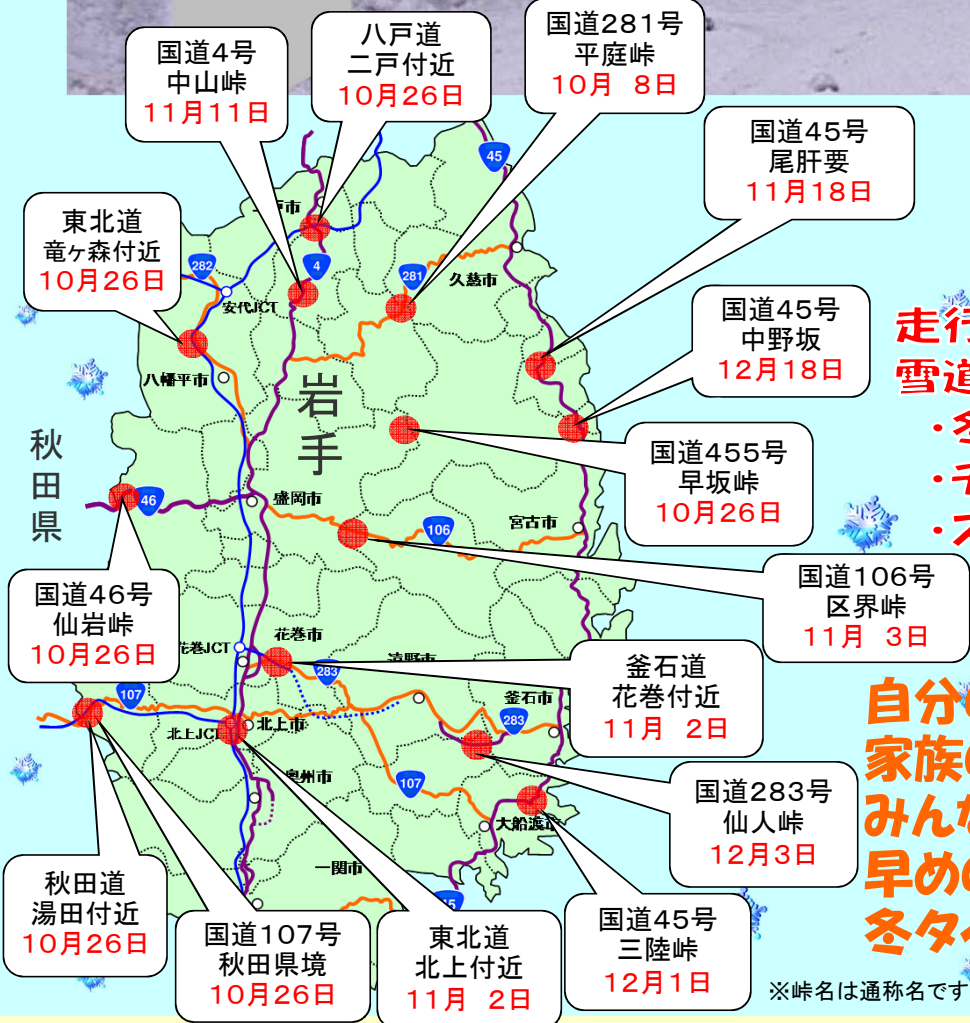 国道4号
中山峠
11月11日
八戸道
二戸付近
10月26日
国道281号
平庭峠
10月 8日
国道45号
尾肝要
11月18日
東北道
竜ヶ森付近
10月26日
国道45号
中野坂
12月18日
国道455号
早坂峠
10月26日
国道106号
区界峠
11月 3日
国道46号
仙岩峠
10月26日
釜石道
花巻付近
11月 2日
国道283号
仙人峠
12月3日
国道45号
三陸峠
12月1日
東北道
北上付近
11月 2日
国道107号
秋田県境
10月26日
秋田道
湯田付近
10月26日
45
戸市
282
4
281
久慈市
安代JCT
八幡平市
岩手
秋田県
46
盛岡市
106
宮古市
花巻JCT
花巻市
283
遠野市
107
釜石市
283
北上JCT
北上市
奥州市
107
大船渡市
一関市
走行
雪道
・冬
・チ
・ス
自分
家族の
みんな
早めの
冬タイ
※峠名は通称名です